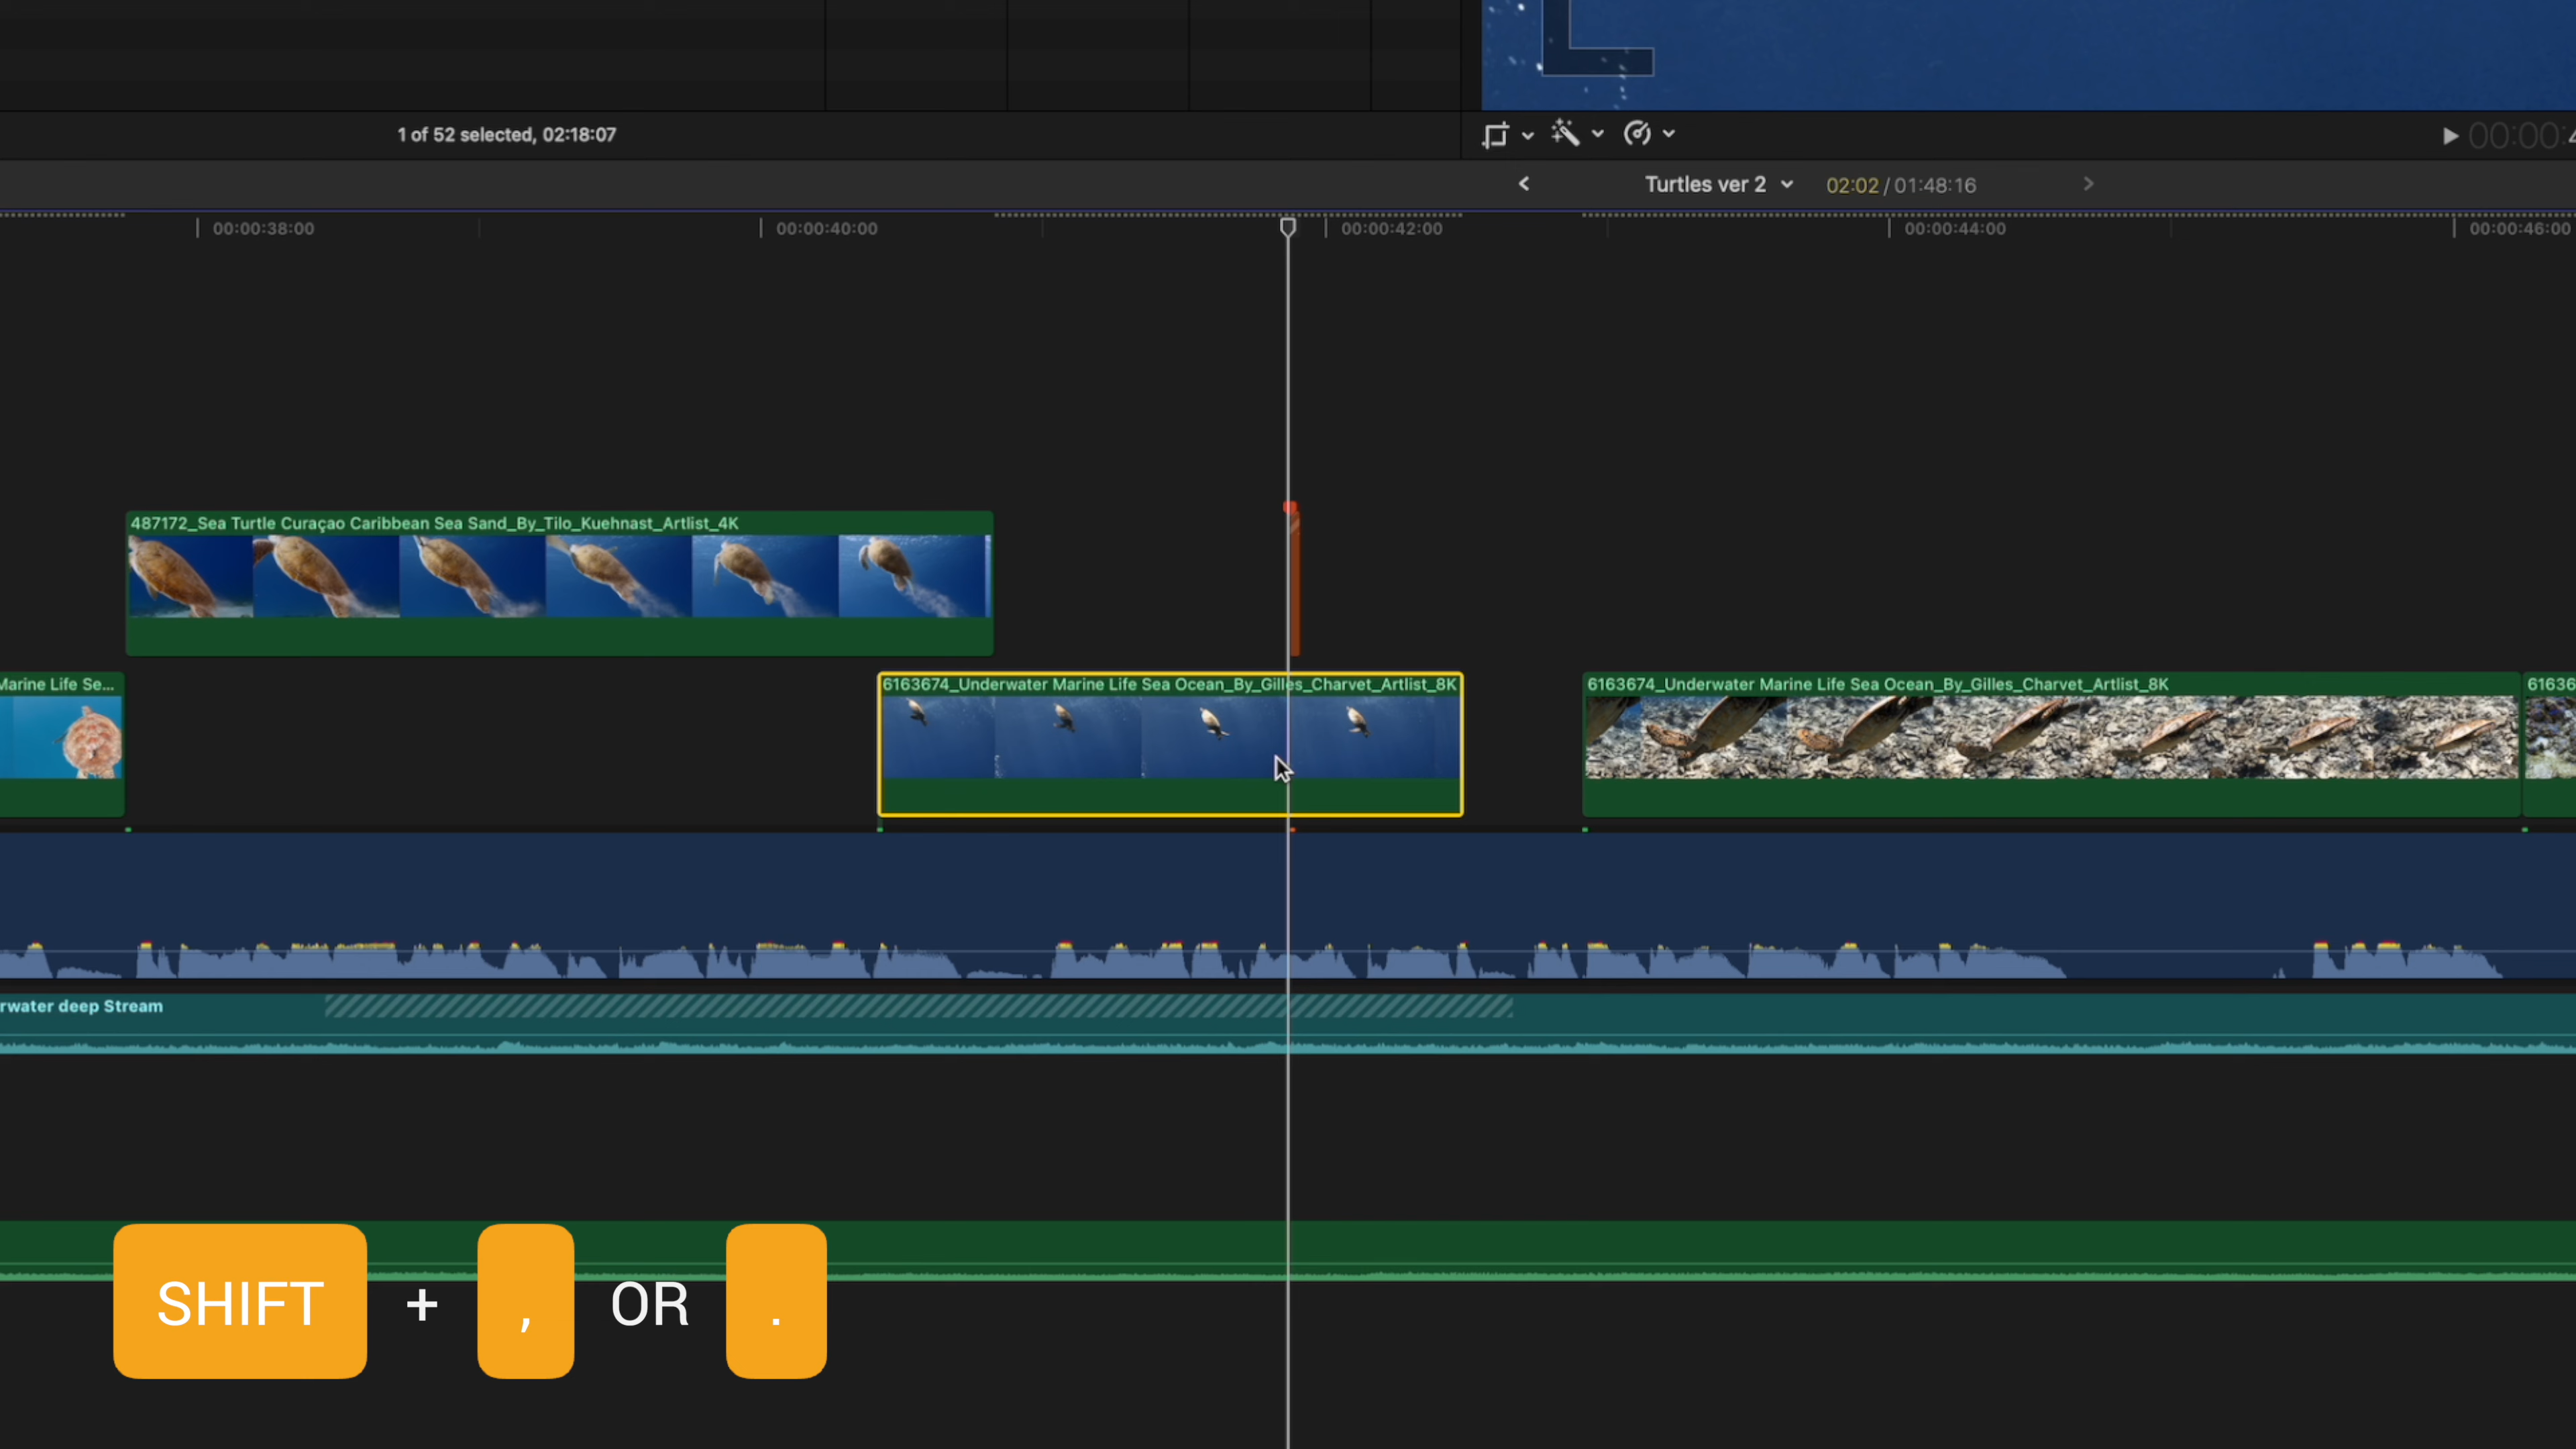 1 of 52 selected, 02:18:07
Turtles ver 2 02:02 / 01:48:16
00:00:38:00 00:00:40:00 00:00:42:00 00:00:44:00 00:00:46:00
487172_Sea Turtle Curaçao Caribbean Sea Sand_By_Tilo_Kuehnast_Artlist_4K
Marine Life Se... 6163674_Underwater Marine Life Sea Ocean_By_Gilles_Charvet_Artlist_8K 6163674_Underwater Marine Life Sea Ocean_By_Gilles_Charvet_Artlist_8K 61636
rwater deep Stream
SHIFT + , OR .